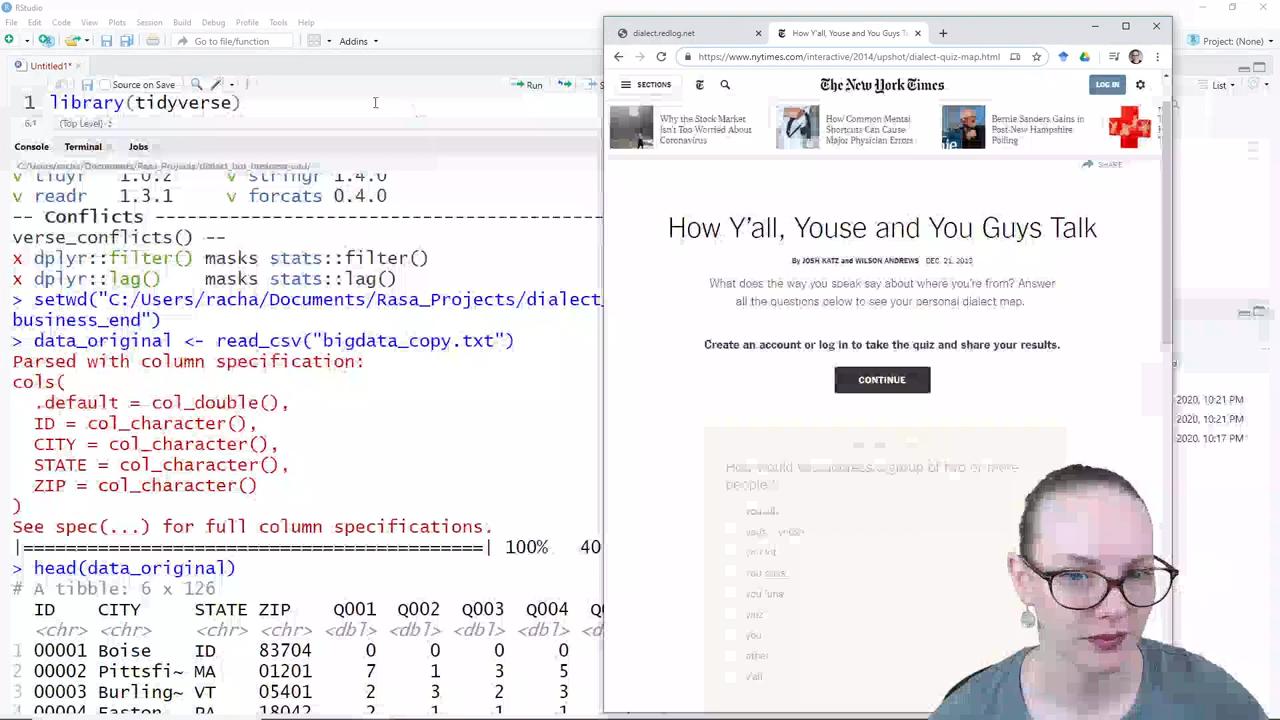 RStudio
File Edit View Plots Session Build Debug Profile Tools Help
Go to file/function Addins Project: (None)
Untitled1*
Source on Save Run List
1 library(tidyverse)
6:1 (Top Level)
Console Terminal Jobs
v readr 1.3.1 v forcats 0.4.0
-- Conflicts
verse_conflicts() --
x dplyr::filter() masks stats::filter()
x dplyr::lag() masks stats::lag()
> setwd("C:/Users/racha/Documents/Rasa_Projects/dialect_
business_end")
> data_original <- read_csv("bigdata_copy.txt")
Parsed with column specification:
cols(
.default = col_double(),
ID = col_character(),
CITY = col_character(),
STATE = col_character(),
ZIP = col_character()
)
See spec(...) for full column specifications.
|================================================| 100% 40
> head(data_original)
# A tibble: 6 x 126
ID CITY STATE ZIP Q001 Q002 Q003 Q004
<chr> <chr> <chr> <chr> <dbl> <dbl> <dbl> <dbl>
1 00001 Boise ID 83704 0 0 0 0
2 00002 Pittsfi~ MA 01201 7 1 3 5
3 00003 Burling~ VT 05401 2 3 2 3
dialect.redlog.net
How Y'all, Youse and You Guys T
https://www.nytimes.com/interactive/2014/upshot/dialect-quiz-map.html
SECTIONS
The New York Times
LOG IN
Why the Stock Market
Isn't Too Worried About
Coronavirus
How Common Mental
Shortcuts Can Cause
Major Physician Errors
Bernie Sanders Gains in
Post-New Hampshire
Polling
SHARE
How Y'all, Youse and You Guys Talk
By JOSH KATZ and WILSON ANDREWS DEC. 21, 2013
What does the way you speak say about where you're from? Answer
all the questions below to see your personal dialect map.
Create an account or log in to take the quiz and share your results.
CONTINUE
people?
you
other
y'all
2020, 10:21 PM
2020, 10:21 PM
2020, 10:17 PM